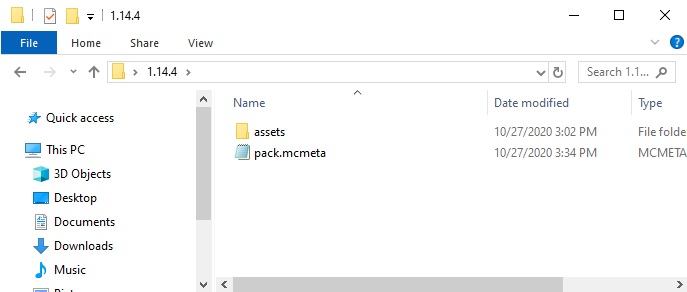 1.14.4
File Home Share View
1.14.4
Search 1.1...
Name Date modified Type
Quick access
assets 10/27/2020 3:02 PM File folde
This PC
pack.mcmeta 10/27/2020 3:34 PM MCMETA
3D Objects
Desktop
Documents
Downloads
Music